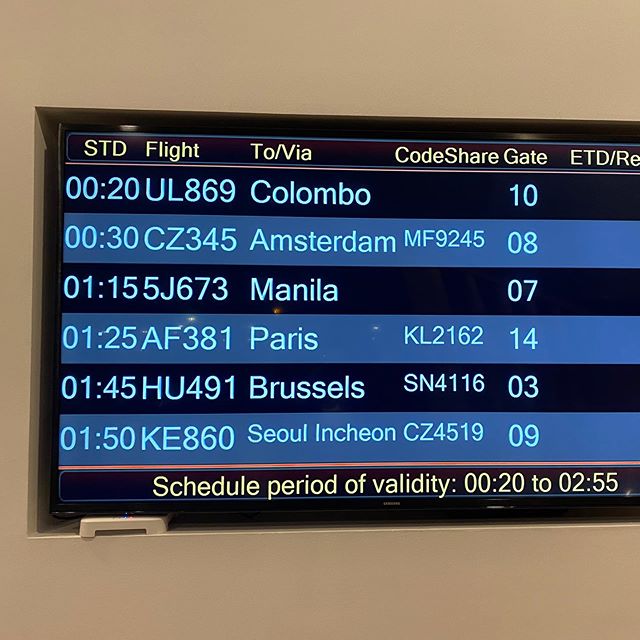 STD Flight To/Via CodeShare Gate ETD/Re
00:20 UL869 Colombo 10
00:30 CZ345 Amsterdam MF9245 08
01:15 5J673 Manila 07
01:25 AF381 Paris KL2162 14
01:45 HU491 Brussels SN4116 03
01:50 KE860 Seoul Incheon CZ4519 09
Schedule period of validity: 00:20 to 02:55
SAMSUNG